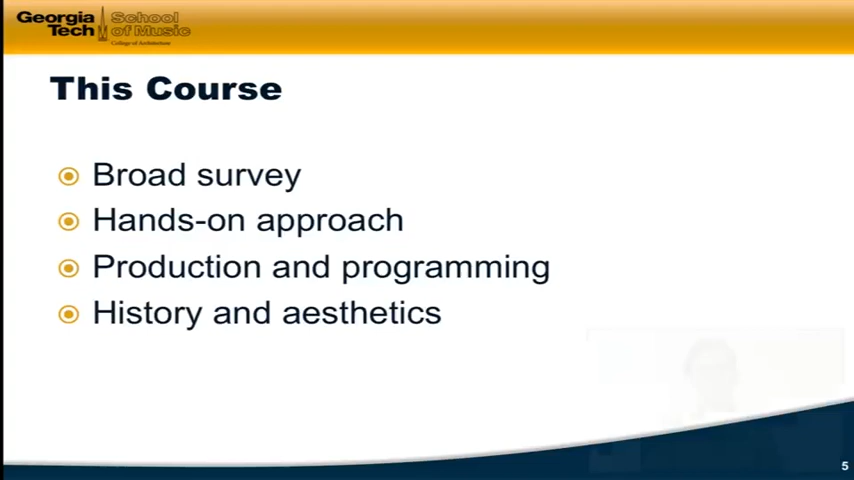 Georgia Tech
School of Music
College of Architecture
This Course
Broad survey
Hands-on approach
Production and programming
History and aesthetics
5